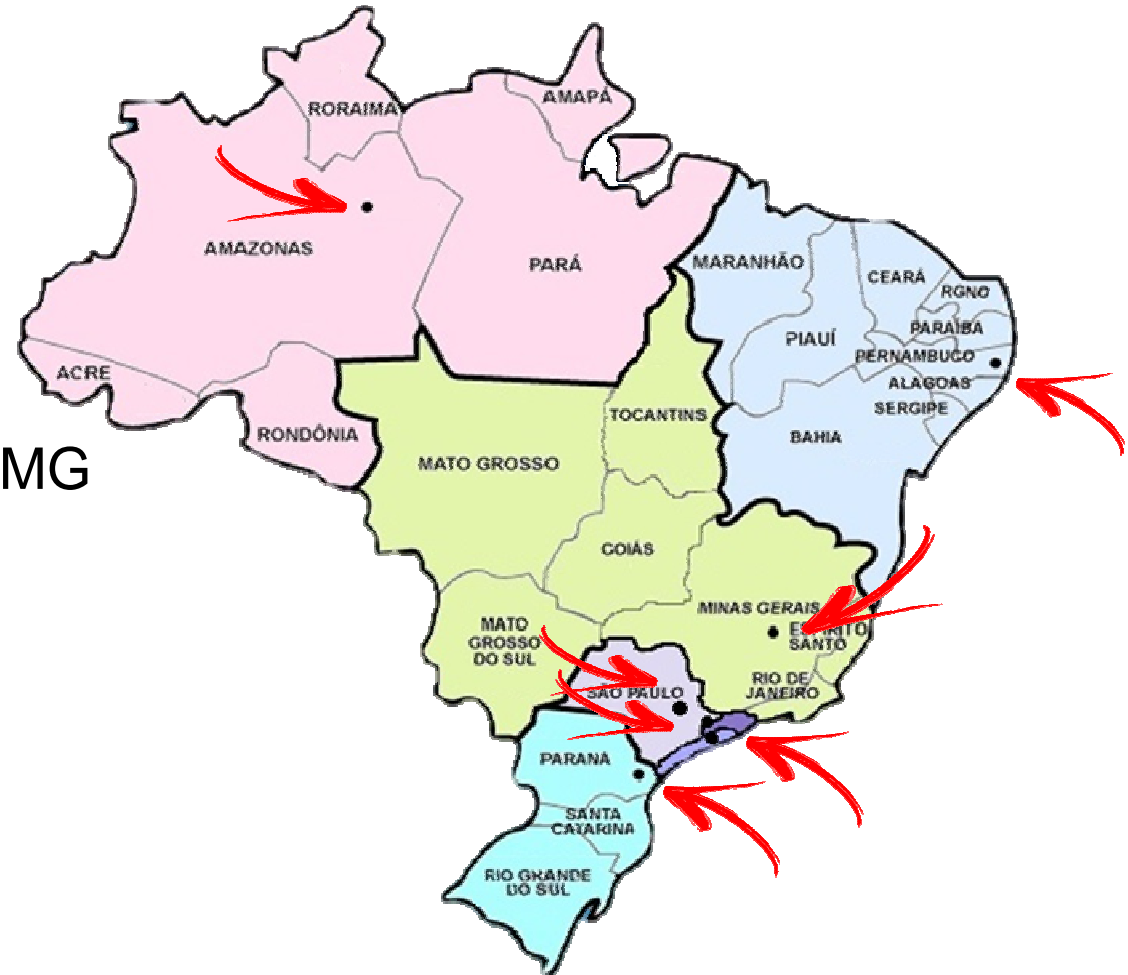 RORAIMA
AMAPÁ
AMAZONAS
PARÁ
MARANHÃO
CEARÁ
RGNO
PARAÍBA
PIAUÍ
PERNAMBUCO
ACRE
ALAGOAS
SERGIPE
TOCANTINS
RONDÔNIA
BAHIA
MG
MATO GROSSO
GOIÁS
MINAS GERAIS
MATO
GROSSO
DO SUL
ESPÍRITO
SANTO
SÃO PAULO
RIO DE
JANEIRO
PARANÁ
SANTA
CATARINA
RIO GRANDE
DO SUL